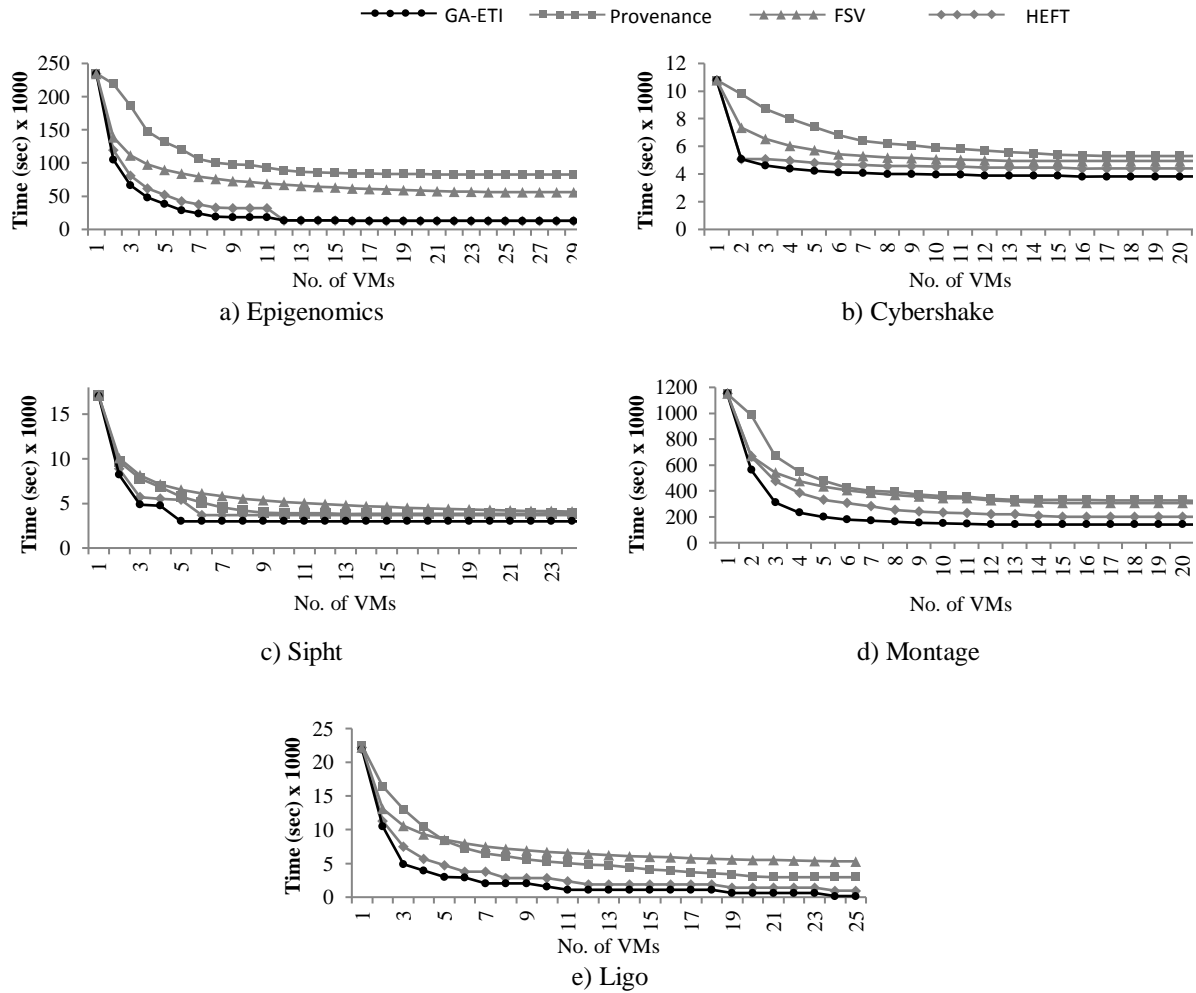 GA-ETI Provenance FSV HEFT
Time (sec) x 1000
250
200
150
100
50
0
1 3 5 7 9 11 13 15 17 19 21 23 25 27 29
No. of VMs
a) Epigenomics
Time (sec) x 1000
12
10
8
6
4
2
0
1 2 3 4 5 6 7 8 9 10 11 12 13 14 15 16 17 18 19 20
No. of VMs
b) Cybershake
Time (sec) x 1000
15
10
5
0
1 3 5 7 9 11 13 15 17 19 21 23
No. of VMs
c) Sipht
Time (sec) x 1000
1200
1000
800
600
400
200
0
1 2 3 4 5 6 7 8 9 10 11 12 13 14 15 16 17 18 19 20
No. of VMs
d) Montage
Time (sec) x 1000
25
20
15
10
5
0
1 3 5 7 9 11 13 15 17 19 21 23 25
No. of VMs
e) Ligo